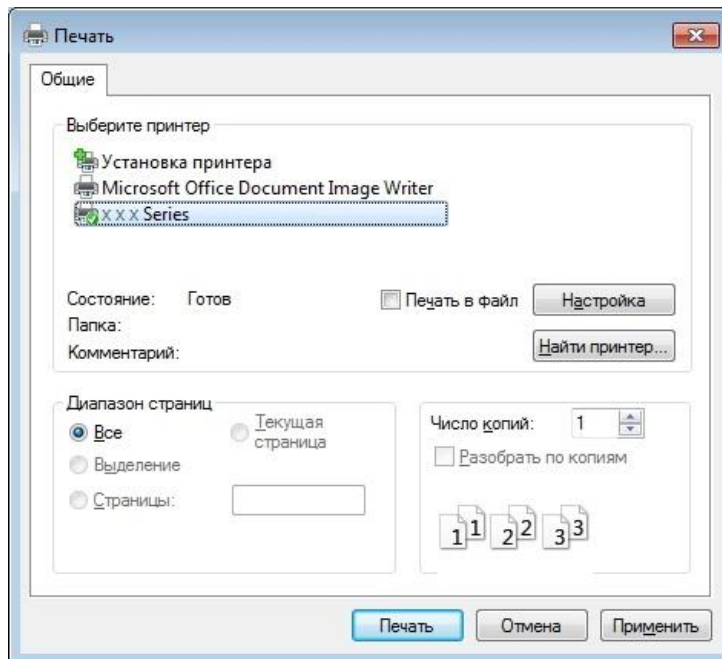 Печать
Общие
Выберите принтер
Установка принтера
Microsoft Office Document Image Writer
x x x Series
Состояние: Готов
Печать в файл
Настройка
Папка:
Комментарий:
Найти принтер...
Диапазон страниц
Все
Текущая
страница
Выделение
Страницы:
Число копий: 1
Разобрать по копиям
1 1 2 2 3 3
Печать
Отмена
Применить